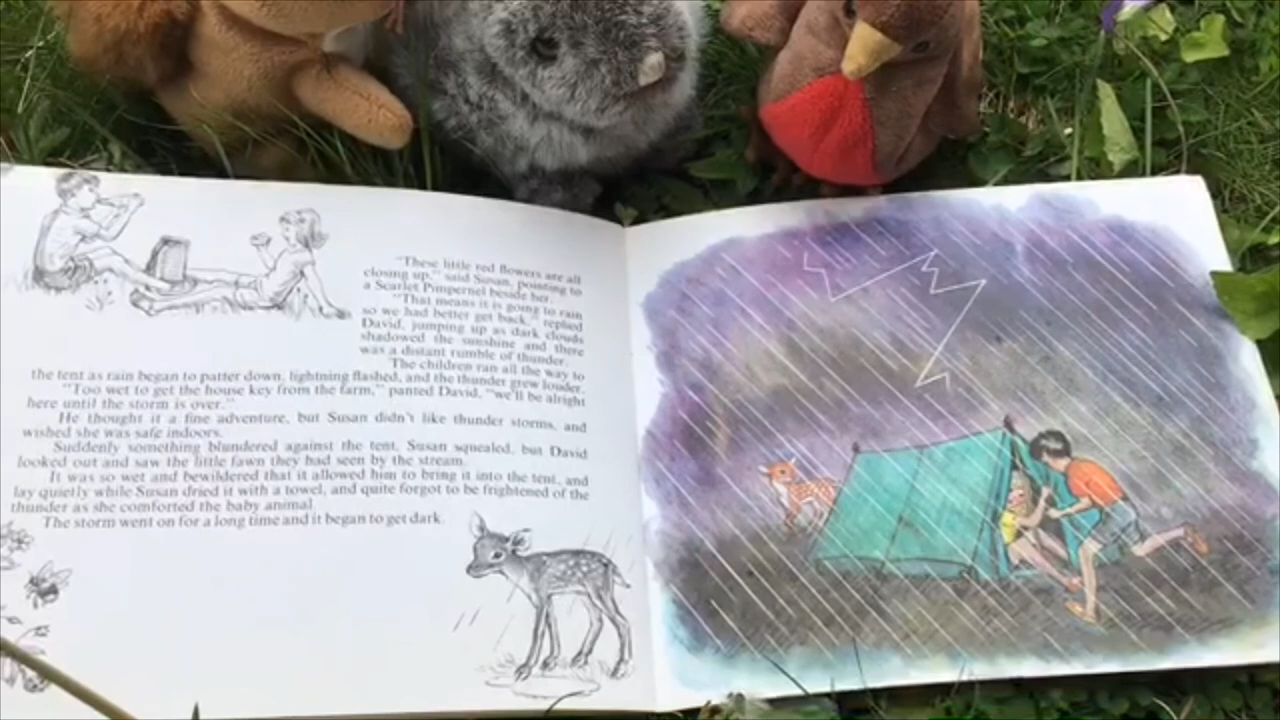 "These little red flowers are all
closing up," said Susan, pointing to
a Scarlet Pimpernel beside her.
"That means it is going to rain
so we had better get back," replied
David, jumping up as dark clouds
shadowed the sunshine and there
was a distant rumble of thunder.
The children ran all the way to
the tent as rain began to patter down, lightning flashed, and the thunder grew louder.
"Too wet to get the house key from the farm," panted David, "we'll be alright
here until the storm is over."
He thought it a fine adventure, but Susan didn't like thunder storms, and
wished she was safe indoors.
Suddenly something blundered against the tent. Susan squealed, but David
looked out and saw the little fawn they had seen by the stream.
It was so wet and bewildered that it allowed him to bring it into the tent, and
lay quietly while Susan dried it with a towel, and quite forgot to be frightened of the
thunder as she comforted the baby animal.
The storm went on for a long time and it began to get dark.